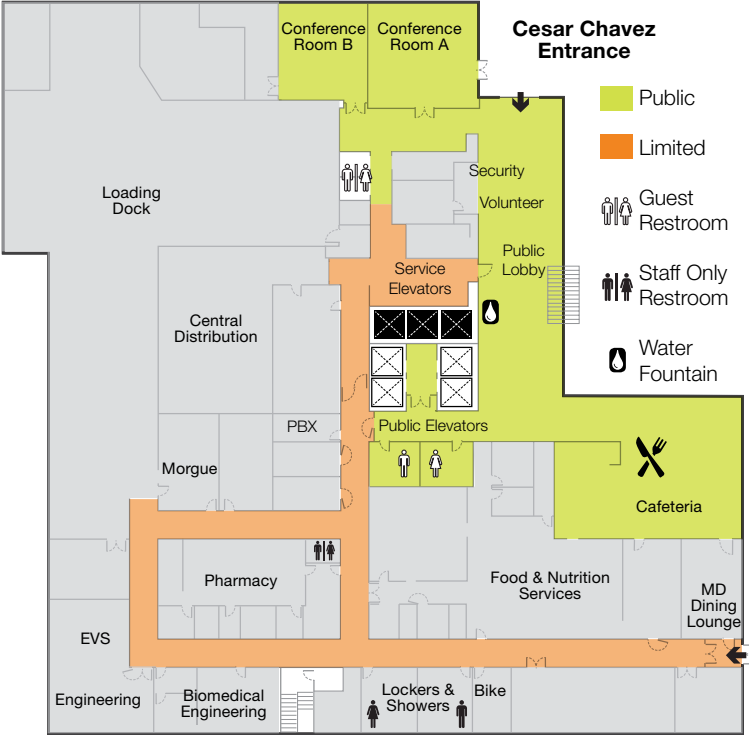 Conference
Room B
Conference
Room A
Cesar Chavez
Entrance
Public
Limited
Guest
Restroom
Staff Only
Restroom
Water
Fountain
Security
Volunteer
Public
Lobby
Loading
Dock
Service
Elevators
Central
Distribution
PBX
Public Elevators
Morgue
Cafeteria
Pharmacy
Food & Nutrition
Services
MD
Dining
Lounge
EVS
Engineering
Biomedical
Engineering
Lockers &
Showers
Bike